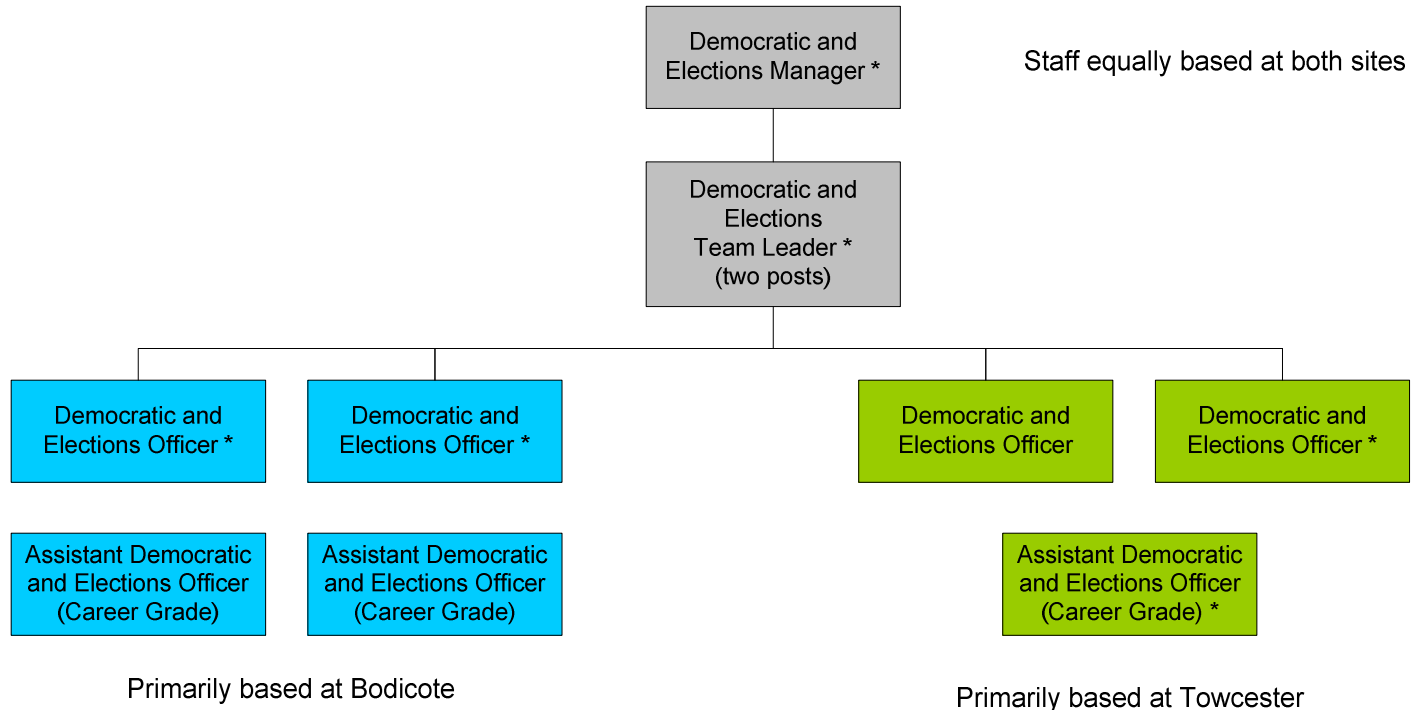 Democratic and
Elections Manager *
Staff equally based at both sites
Democratic and
Elections
Team Leader *
(two posts)
Democratic and
Elections Officer *
Democratic and
Elections Officer *
Democratic and
Elections Officer
Democratic and
Elections Officer *
Assistant Democratic
and Elections Officer
(Career Grade)
Assistant Democratic
and Elections Officer
(Career Grade)
Assistant Democratic
and Elections Officer
(Career Grade) *
Primarily based at Bodicote
Primarily based at Towcester